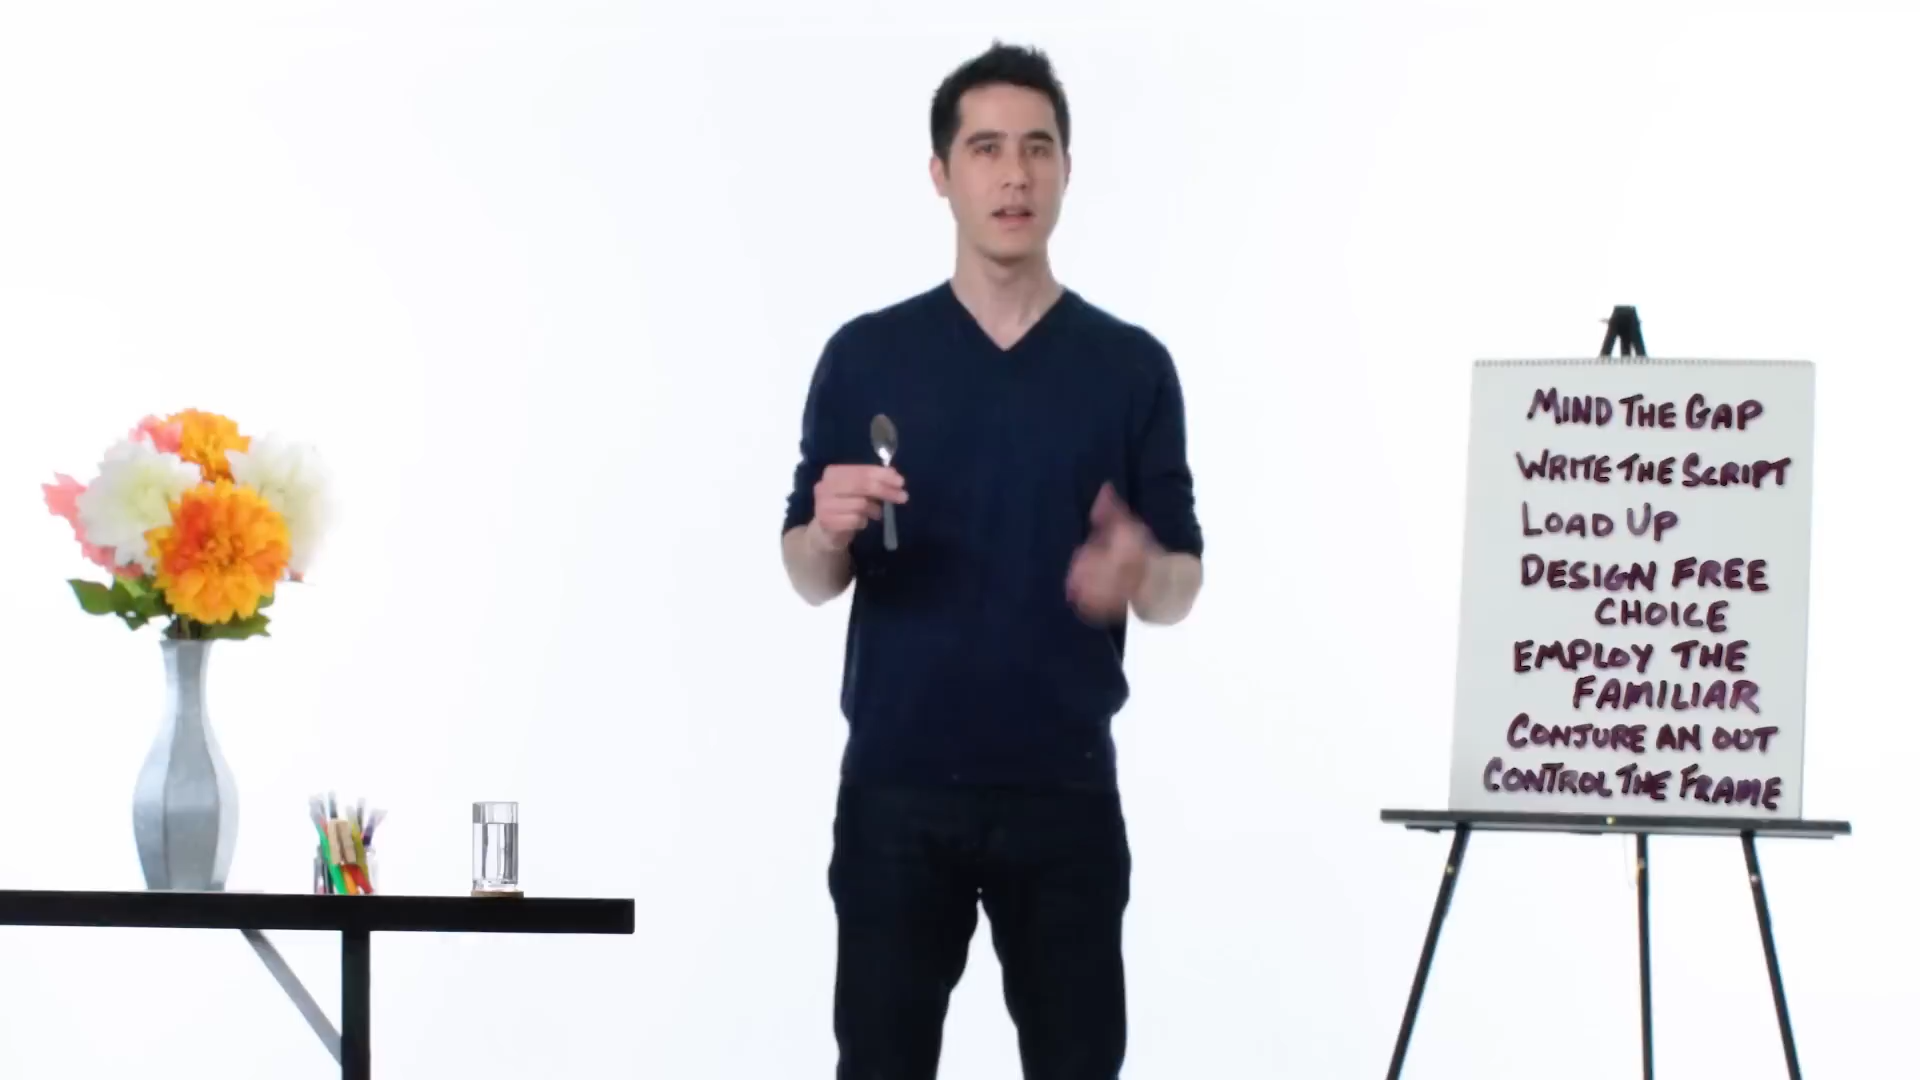 MIND THE GAP
WRITE THE SCRIPT
LOAD UP
DESIGN FREE
CHOICE
EMPLOY THE
FAMILIAR
CONJURE AN OUT
CONTROL THE FRAME